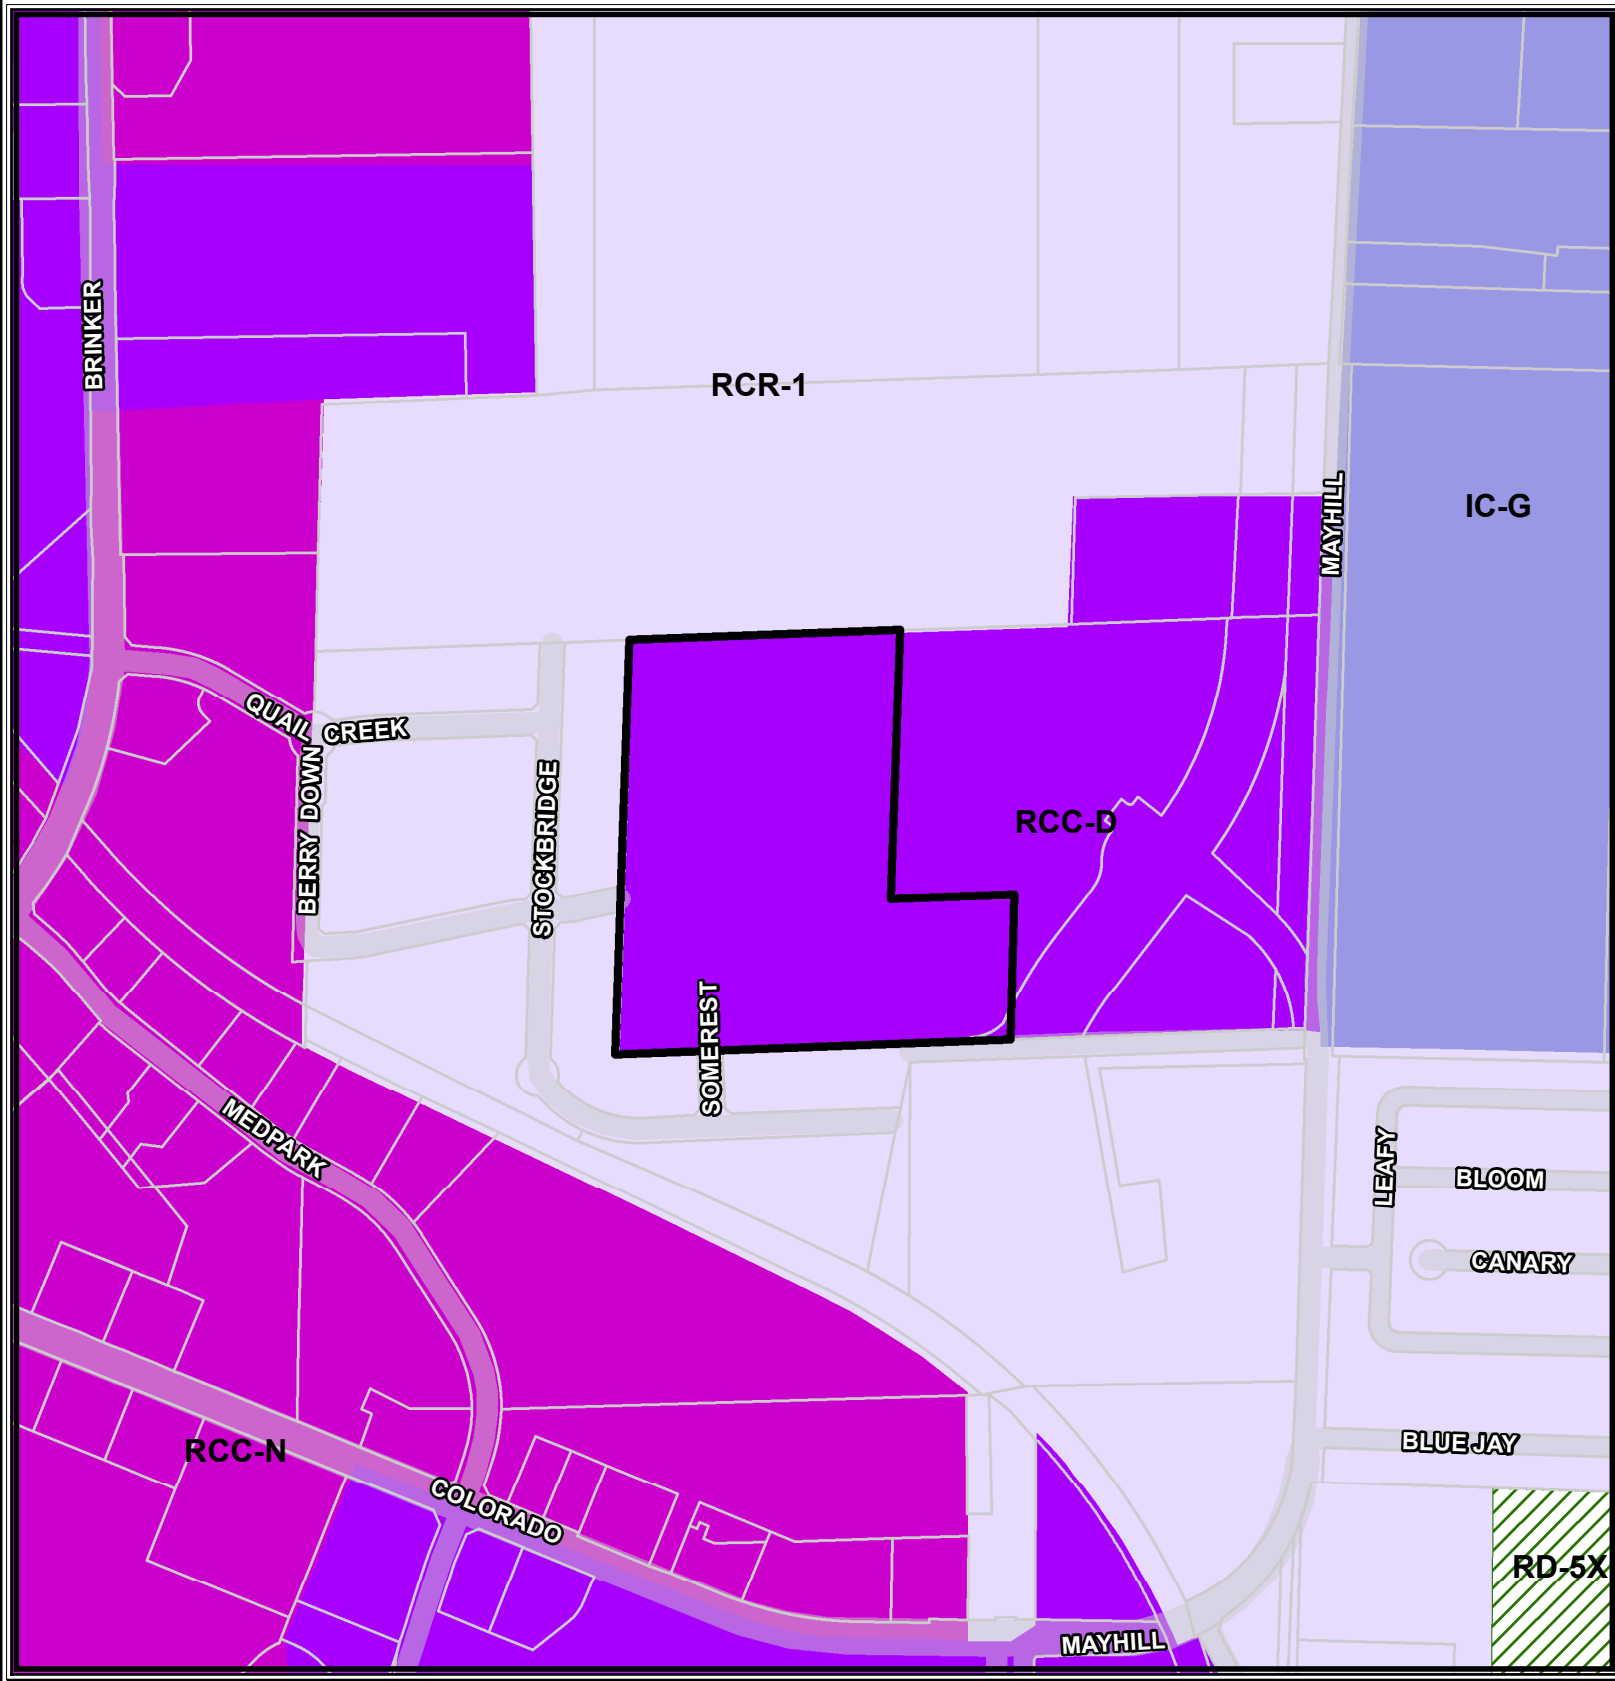 BRINKER
RCR-1
IC-G
MAYHILL
QUAIL CREEK
BERRY DOWN
STOCKBRIDGE
RCC-D
SOMEREST
MEDPARK
LEAFY
BLOOM
CANARY
BLUE JAY
RCC-N
COLORADO
RD-5X
MAYHILL